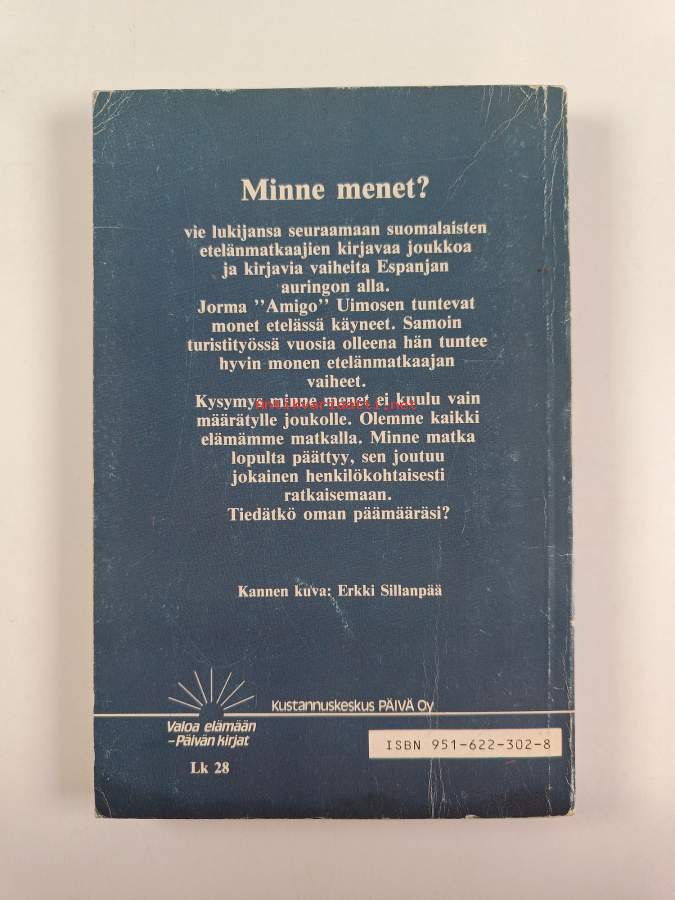 Minne menet?
vie lukijansa seuraamaan suomalaisten
etelänmatkaajien kirjavaa joukkoa
ja kirjavia vaiheita Espanjan
auringon alla.
Jorma ”Amigo” Uimosen tuntevat
monet etelässä käyneet. Samoin
turistityössä vuosia olleena hän tuntee
hyvin monen etelänmatkaajan
vaiheet.
Kysymys minne menet ei kuulu vain
antikvariaatti.net
määrätylle joukolle. Olemme kaikki
elämämme matkalla. Minne matka
lopulta päättyy, sen joutuu
jokainen henkilökohtaisesti
ratkaisemaan.
Tiedätkö oman päämääräsi?
Kannen kuva: Erkki Sillanpää
Kustannuskeskus PÄIVÄ Oy
Valoa elämään
–Päivän kirjat
ISBN 951-622-302-8
Lk 28